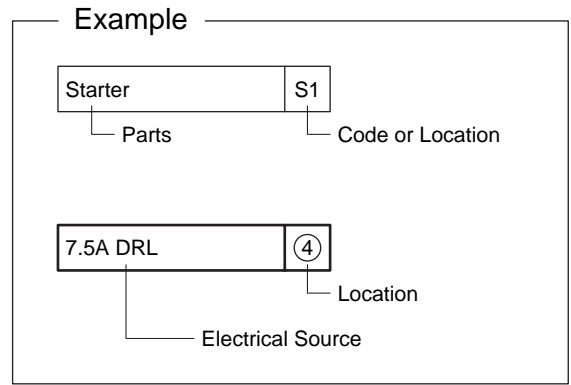 Example
Starter S1
Parts Code or Location
7.5A DRL ④
Location
Electrical Source